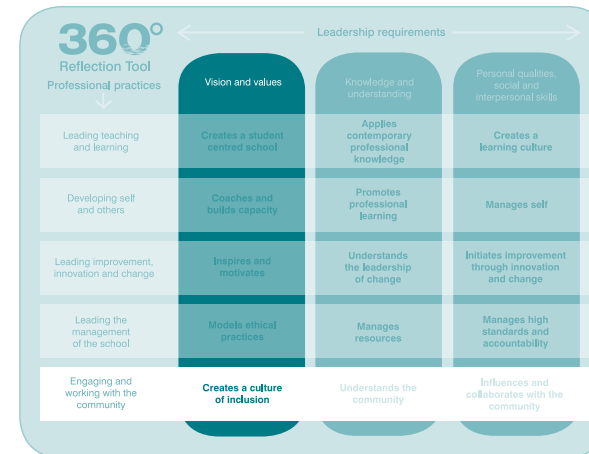 360°
Reflection Tool
Professional practices
Leadership requirements
Vision and values
Knowledge and
understanding
Personal qualities,
social and
interpersonal skills
Leading teaching
and learning
Creates a student
centred school
Applies
contemporary
professional
knowledge
Creates a
learning culture
Developing self
and others
Coaches and
builds capacity
Promotes
professional
learning
Manages self
Leading improvement,
innovation and change
Inspires and
motivates
Understands
the leadership
of change
Initiates improvement
through innovation
and change
Leading the
management
of the school
Models ethical
practices
Manages
resources
Manages high
standards and
accountability
Engaging and
working with the
community
Creates a culture
of inclusion
Understands the
community
Influences and
collaborates with the
community